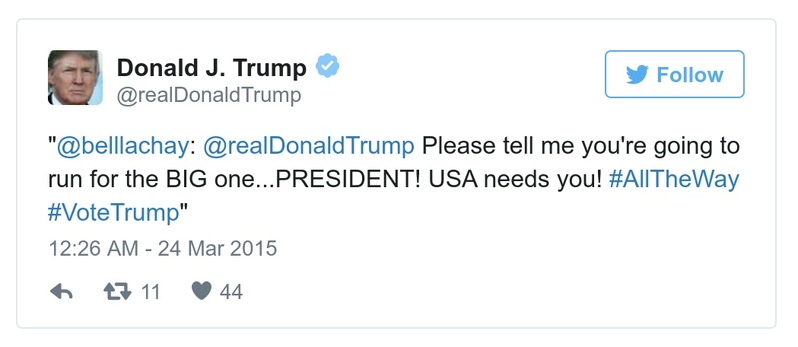 Donald J. Trump
@realDonaldTrump
Follow
"@belllachay: @realDonaldTrump Please tell me you're going to
run for the BIG one...PRESIDENT! USA needs you! #AllTheWay
#VoteTrump"
12:26 AM - 24 Mar 2015
11 44